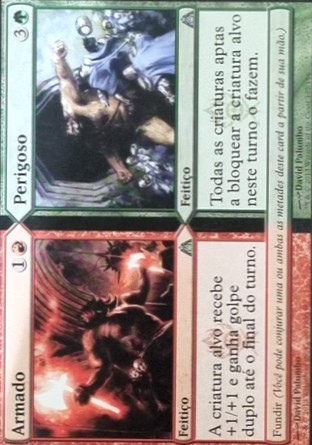 Armado 1
Feitiço
A criatura alvo recebe
+1/+1 e ganha golpe
duplo até o final do turno.
David Palumbo
Perigoso 3
Feitiço
Todas as criaturas aptas
a bloquear a criatura alvo
neste turno o fazem.
David Palumbo
Fundir (Você pode conjurar uma ou ambas as metades deste card a partir de sua mão.)